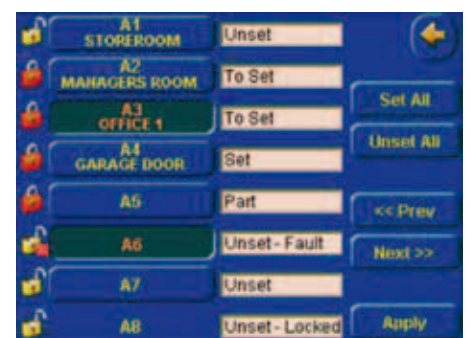 A1
STOREROOM
Unset
A2
MANAGERS ROOM
To Set
A3
OFFICE 1
To Set
Set All
Unset All
A4
GARAGE DOOR
Set
A5
Part
<< Prev
A6
Unset - Fault
Next >>
A7
Unset
A8
Unset - Locked
Apply